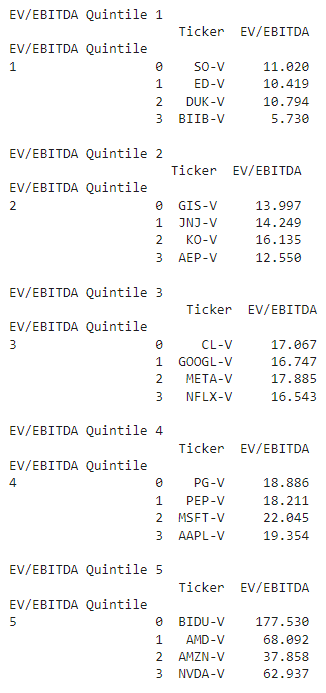 EV/EBITDA Quintile 1
Ticker EV/EBITDA
EV/EBITDA Quintile
1 0 SO-V 11.020
1 ED-V 10.419
2 DUK-V 10.794
3 BIIB-V 5.730
EV/EBITDA Quintile 2
Ticker EV/EBITDA
EV/EBITDA Quintile
2 0 GIS-V 13.997
1 JNJ-V 14.249
2 KO-V 16.135
3 AEP-V 12.550
EV/EBITDA Quintile 3
Ticker EV/EBITDA
EV/EBITDA Quintile
3 0 CL-V 17.067
1 GOOGL-V 16.747
2 META-V 17.885
3 NFLX-V 16.543
EV/EBITDA Quintile 4
Ticker EV/EBITDA
EV/EBITDA Quintile
4 0 PG-V 18.886
1 PEP-V 18.211
2 MSFT-V 22.045
3 AAPL-V 19.354
EV/EBITDA Quintile 5
Ticker EV/EBITDA
EV/EBITDA Quintile
5 0 BIDU-V 177.530
1 AMD-V 68.092
2 AMZN-V 37.858
3 NVDA-V 62.937